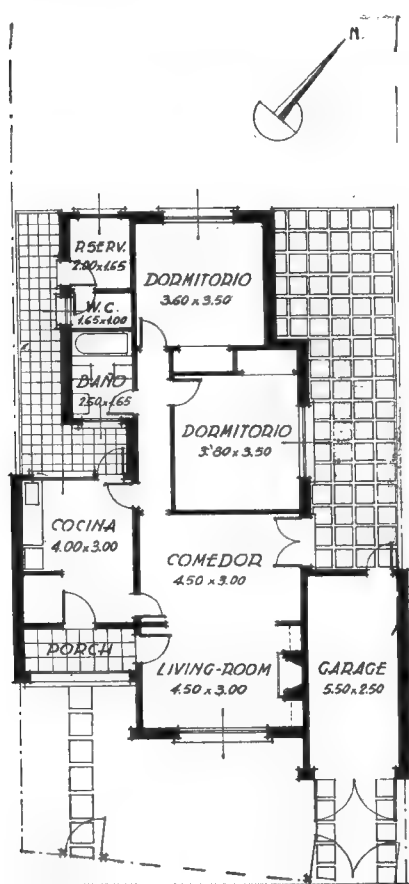 N.
P. SERV.
2.00 x 1.65
W.C.
1.65 x 1.00
DORMITORIO
3.60 x 3.50
BAÑO
2.60 x 1.65
DORMITORIO
3.80 x 3.50
COCINA
4.00 x 3.00
COMEDOR
4.50 x 3.00
PORCH
LIVING-ROOM
4.50 x 3.00
GARAGE
5.50 x 2.50